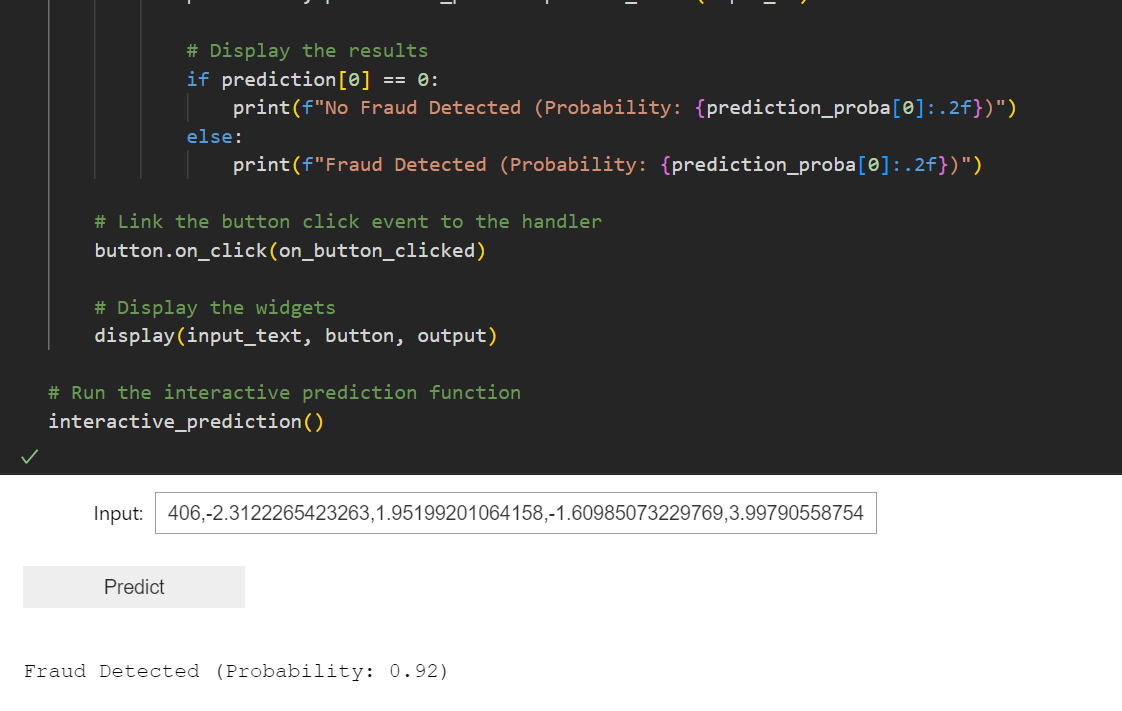 # Display the results
if prediction[0] == 0:
print(f"No Fraud Detected (Probability: {prediction_proba[0]:.2f})")
else:
print(f"Fraud Detected (Probability: {prediction_proba[0]:.2f})")
# Link the button click event to the handler
button.on_click(on_button_clicked)
# Display the widgets
display(input_text, button, output)
# Run the interactive prediction function
interactive_prediction()
Input: 406,-2.3122265423263,1.95199201064158,-1.60985073229769,3.99790558754
Predict
Fraud Detected (Probability: 0.92)